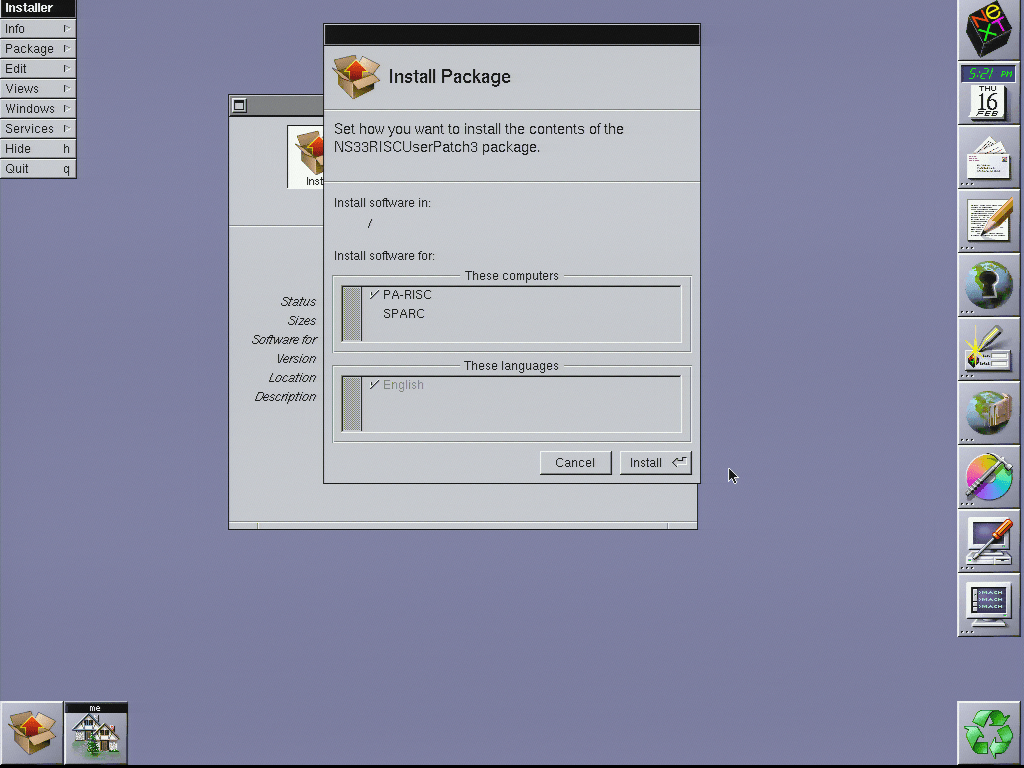 Installer
Info
Package
Edit
Views
Windows
Services
Hide h
Quit q
Install Package
Set how you want to install the contents of the
NS33RISCUserPatch3 package.
Install software in:
/
Install software for:
These computers
PA-RISC
SPARC
These languages
English
Cancel
Install
Inst
Status
Sizes
Software for
Version
Location
Description
NeXT
5:21 PM
THU
16
FEB
MACH
MACH
MACH
me